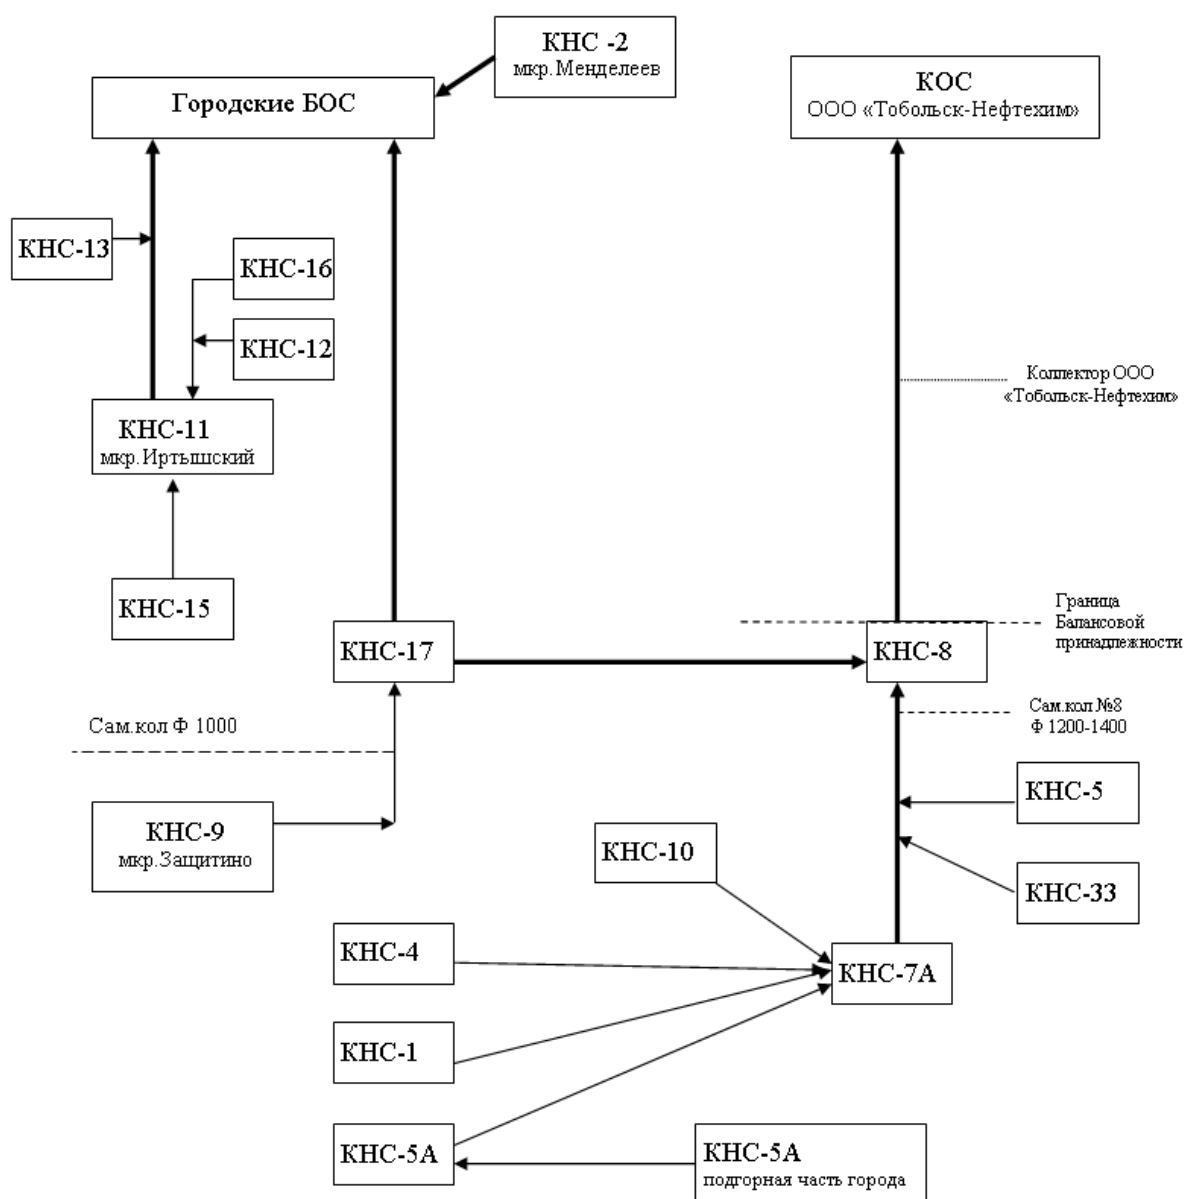 КНС -2
мкр.Менделеев
Городские БОС
КОС
ООО «Тобольск-Нефтехим»
КНС-13
КНС-16
КНС-12
Коллектор ООО
«Тобольск-Нефтехим»
КНС-11
мкр.Иртышский
КНС-15
Граница
Балансовой
принадлежности
КНС-17
КНС-8
Сам.кол Ф 1000
Сам.кол №8
Ф 1200-1400
КНС-5
КНС-9
мкр.Защитино
КНС-10
КНС-33
КНС-4
КНС-7А
КНС-1
КНС-5А
КНС-5А
подгорная часть города